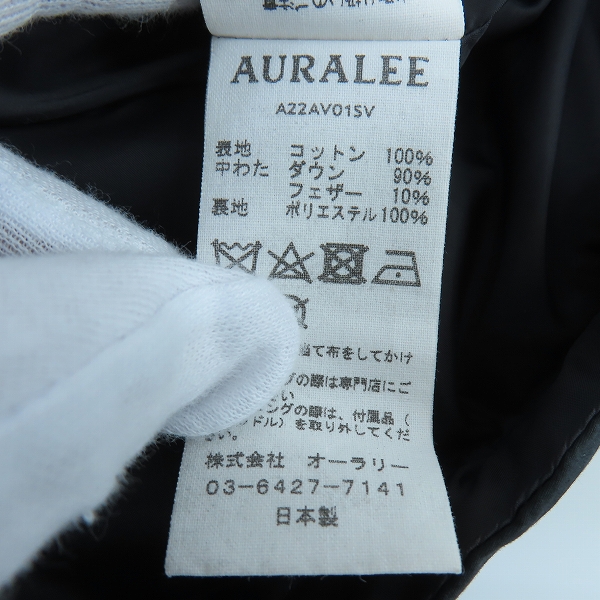 AURALEE
A22AV01SV
表地 コットン 100%
中わた ダウン 90%
フェザー 10%
裏地 ポリエステル 100%
当て布をしてかけ
グの際は専門店にご
い
ングの際は、付属品（
ドル）を取り外してくだ
さい。
株式会社 オーラリー
03-6427-7141
日本製